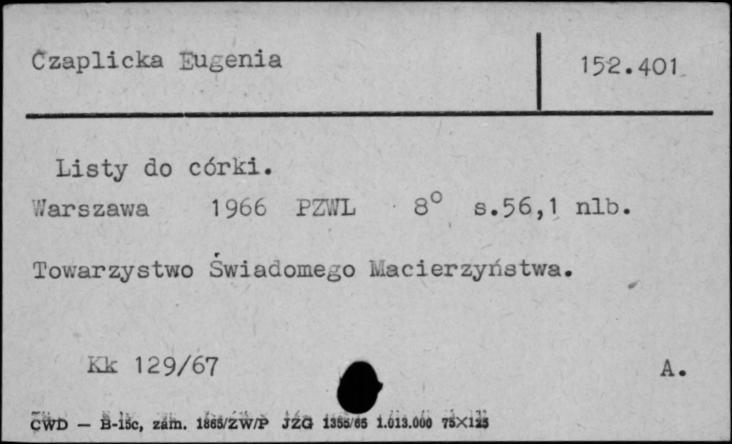 Czaplicka Eugenia 152.401
Listy do córki.
Warszawa 1966 PZWL 8° s.56,1 nlb.
Towarzystwo Świadomego Macierzyństwa.
Kk 129/67 A.
CWD — B-15c, zam. 1865/ZW/P JZG 1355/65 1.013.000 75×125